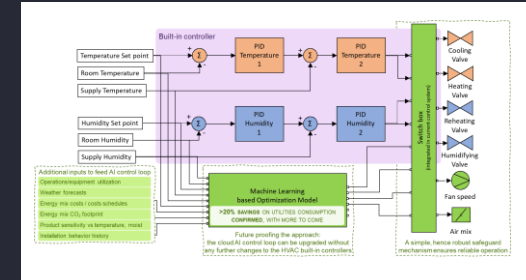 Built-in controller
Temperature Set point
Room Temperature
Supply Temperature
Humidity Set point
Room Humidity
Supply Humidity
+
Σ
-
PID
Temperature
1
+
Σ
-
PID
Temperature
2
+
Σ
-
PID
Humidity
1
+
Σ
-
PID
Humidity
2
Switch box
(integrated in current control system)
Cooling
Valve
Heating
Valve
Reheating
Valve
Humidifying
Valve
Fan speed
Air mix
Additional inputs to feed AI control loop
Operations/equipment utilization
Weather forecasts
Energy mix costs / costs schedules
Energy mix CO₂ footprint
Product sensitivity vs temperature, moist
Installation behavior history
Machine Learning
based Optimization Model
>20% SAVINGS ON UTILITIES CONSUMPTION
CONFIRMED, WITH MORE TO COME
Future proofing the approach:
the cloud AI control loop can be upgraded without
any further changes to the HVAC built-in controllers.
A simple, hence robust safeguard
mechanism ensures reliable operation.